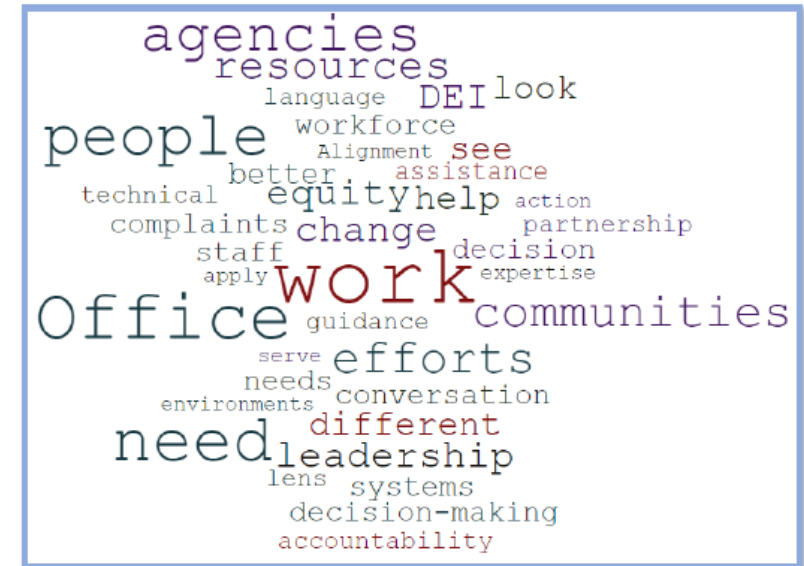 agencies
resources
language DEI look
people workforce
Alignment see
better assistance
technical equity help action
complaints change partnership
staff decision
apply work expertise
Office guidance communities
serve efforts
needs
environments conversation
need different
leadership
lens systems
decision-making
accountability